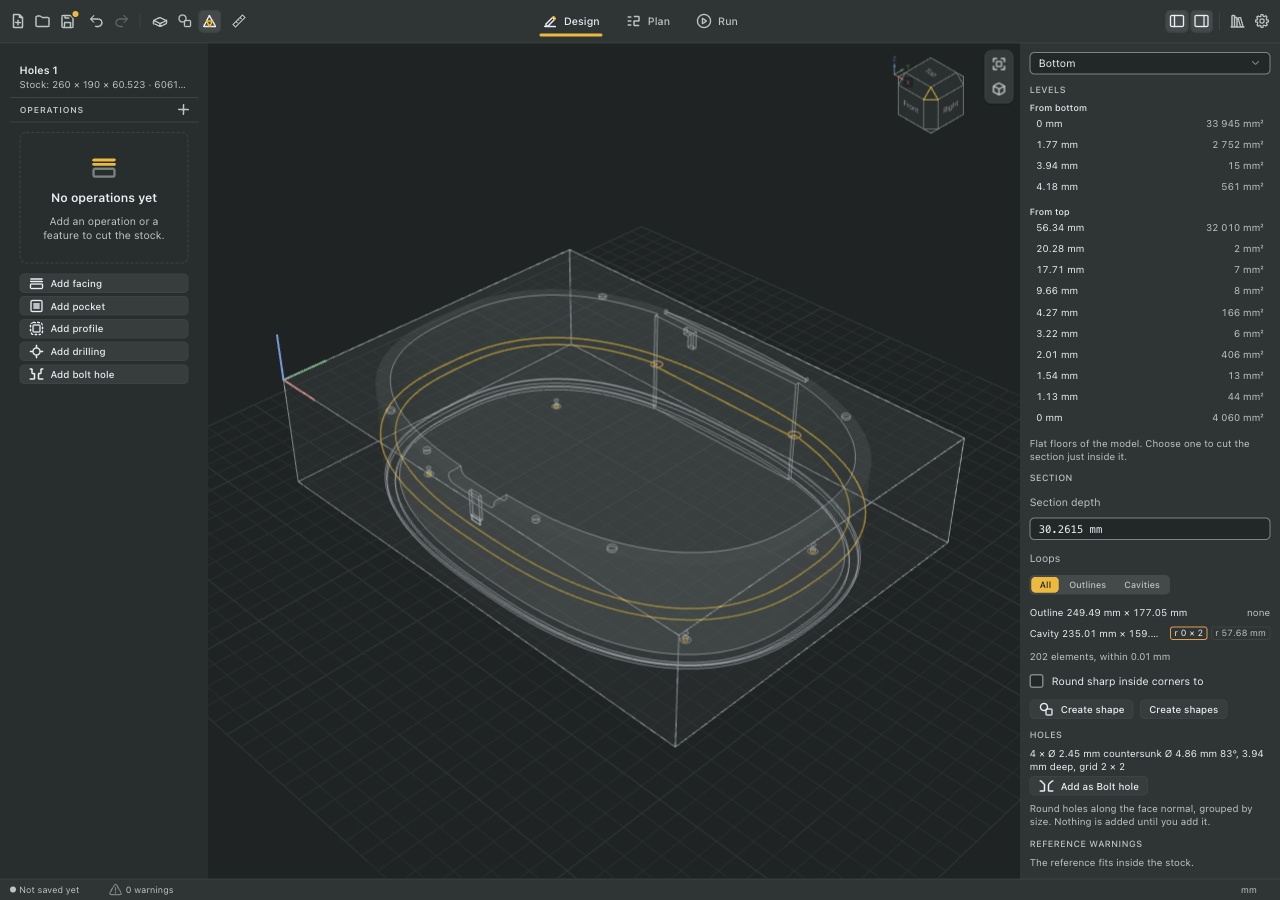 Design
Plan
Run
Holes 1
Stock: 260 × 190 × 60.523 · 6061...
OPERATIONS
No operations yet
Add an operation or a
feature to cut the stock.
Add facing
Add pocket
Add profile
Add drilling
Add bolt hole
Top
Front
Right
Bottom
LEVELS
From bottom
0 mm 33 945 mm²
1.77 mm 2 752 mm²
3.94 mm 15 mm²
4.18 mm 561 mm²
From top
56.34 mm 32 010 mm²
20.28 mm 2 mm²
17.71 mm 7 mm²
9.66 mm 8 mm²
4.27 mm 166 mm²
3.22 mm 6 mm²
2.01 mm 406 mm²
1.54 mm 13 mm²
1.13 mm 44 mm²
0 mm 4 060 mm²
Flat floors of the model. Choose one to cut the
section just inside it.
SECTION
Section depth
30.2615 mm
Loops
All Outlines Cavities
Outline 249.49 mm × 177.05 mm none
Cavity 235.01 mm × 159.... r 0 × 2 r 57.68 mm
202 elements, within 0.01 mm
Round sharp inside corners to
Create shape Create shapes
HOLES
4 × Ø 2.45 mm countersunk Ø 4.86 mm 83°, 3.94
mm deep, grid 2 × 2
Add as Bolt hole
Round holes along the face normal, grouped by
size. Nothing is added until you add it.
REFERENCE WARNINGS
The reference fits inside the stock.
Not saved yet
0 warnings
mm